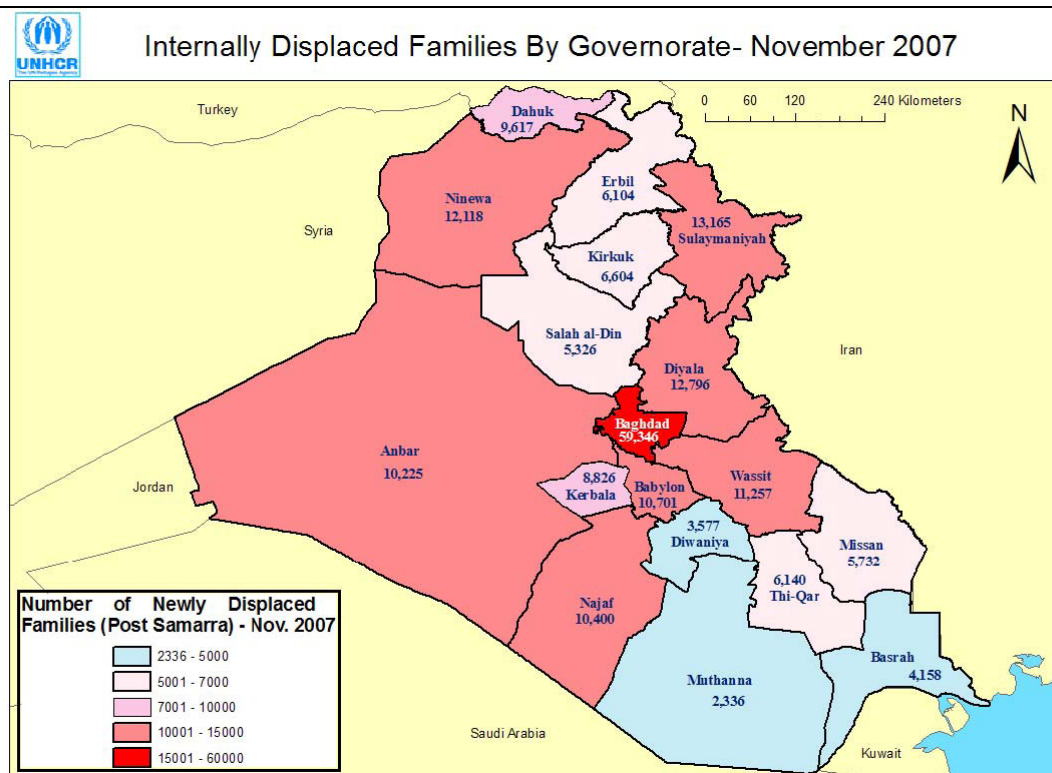 UNHCR
The UN Refugee Agency
Internally Displaced Families By Governorate- November 2007
0 60 120 240 Kilometers
N
Turkey
Dahuk
9,617
Erbil
6,104
Ninewa
12,118
13,165
Sulaymaniyah
Syria
Kirkuk
6,604
Salah al-Din
5,326
Iran
Diyala
12,796
Baghdad
59,346
Anbar
10,225
Jordan
8,826
Kerbala
Babylon
10,701
Wassit
11,257
3,577
Diwaniya
Missan
5,732
6,140
Thi-Qar
Najaf
10,400
Basrah
4,158
Muthanna
2,336
Saudi Arabia
Kuwait
Number of Newly Displaced
Families (Post Samarra) - Nov. 2007
2336 - 5000
5001 - 7000
7001 - 10000
10001 - 15000
15001 - 60000